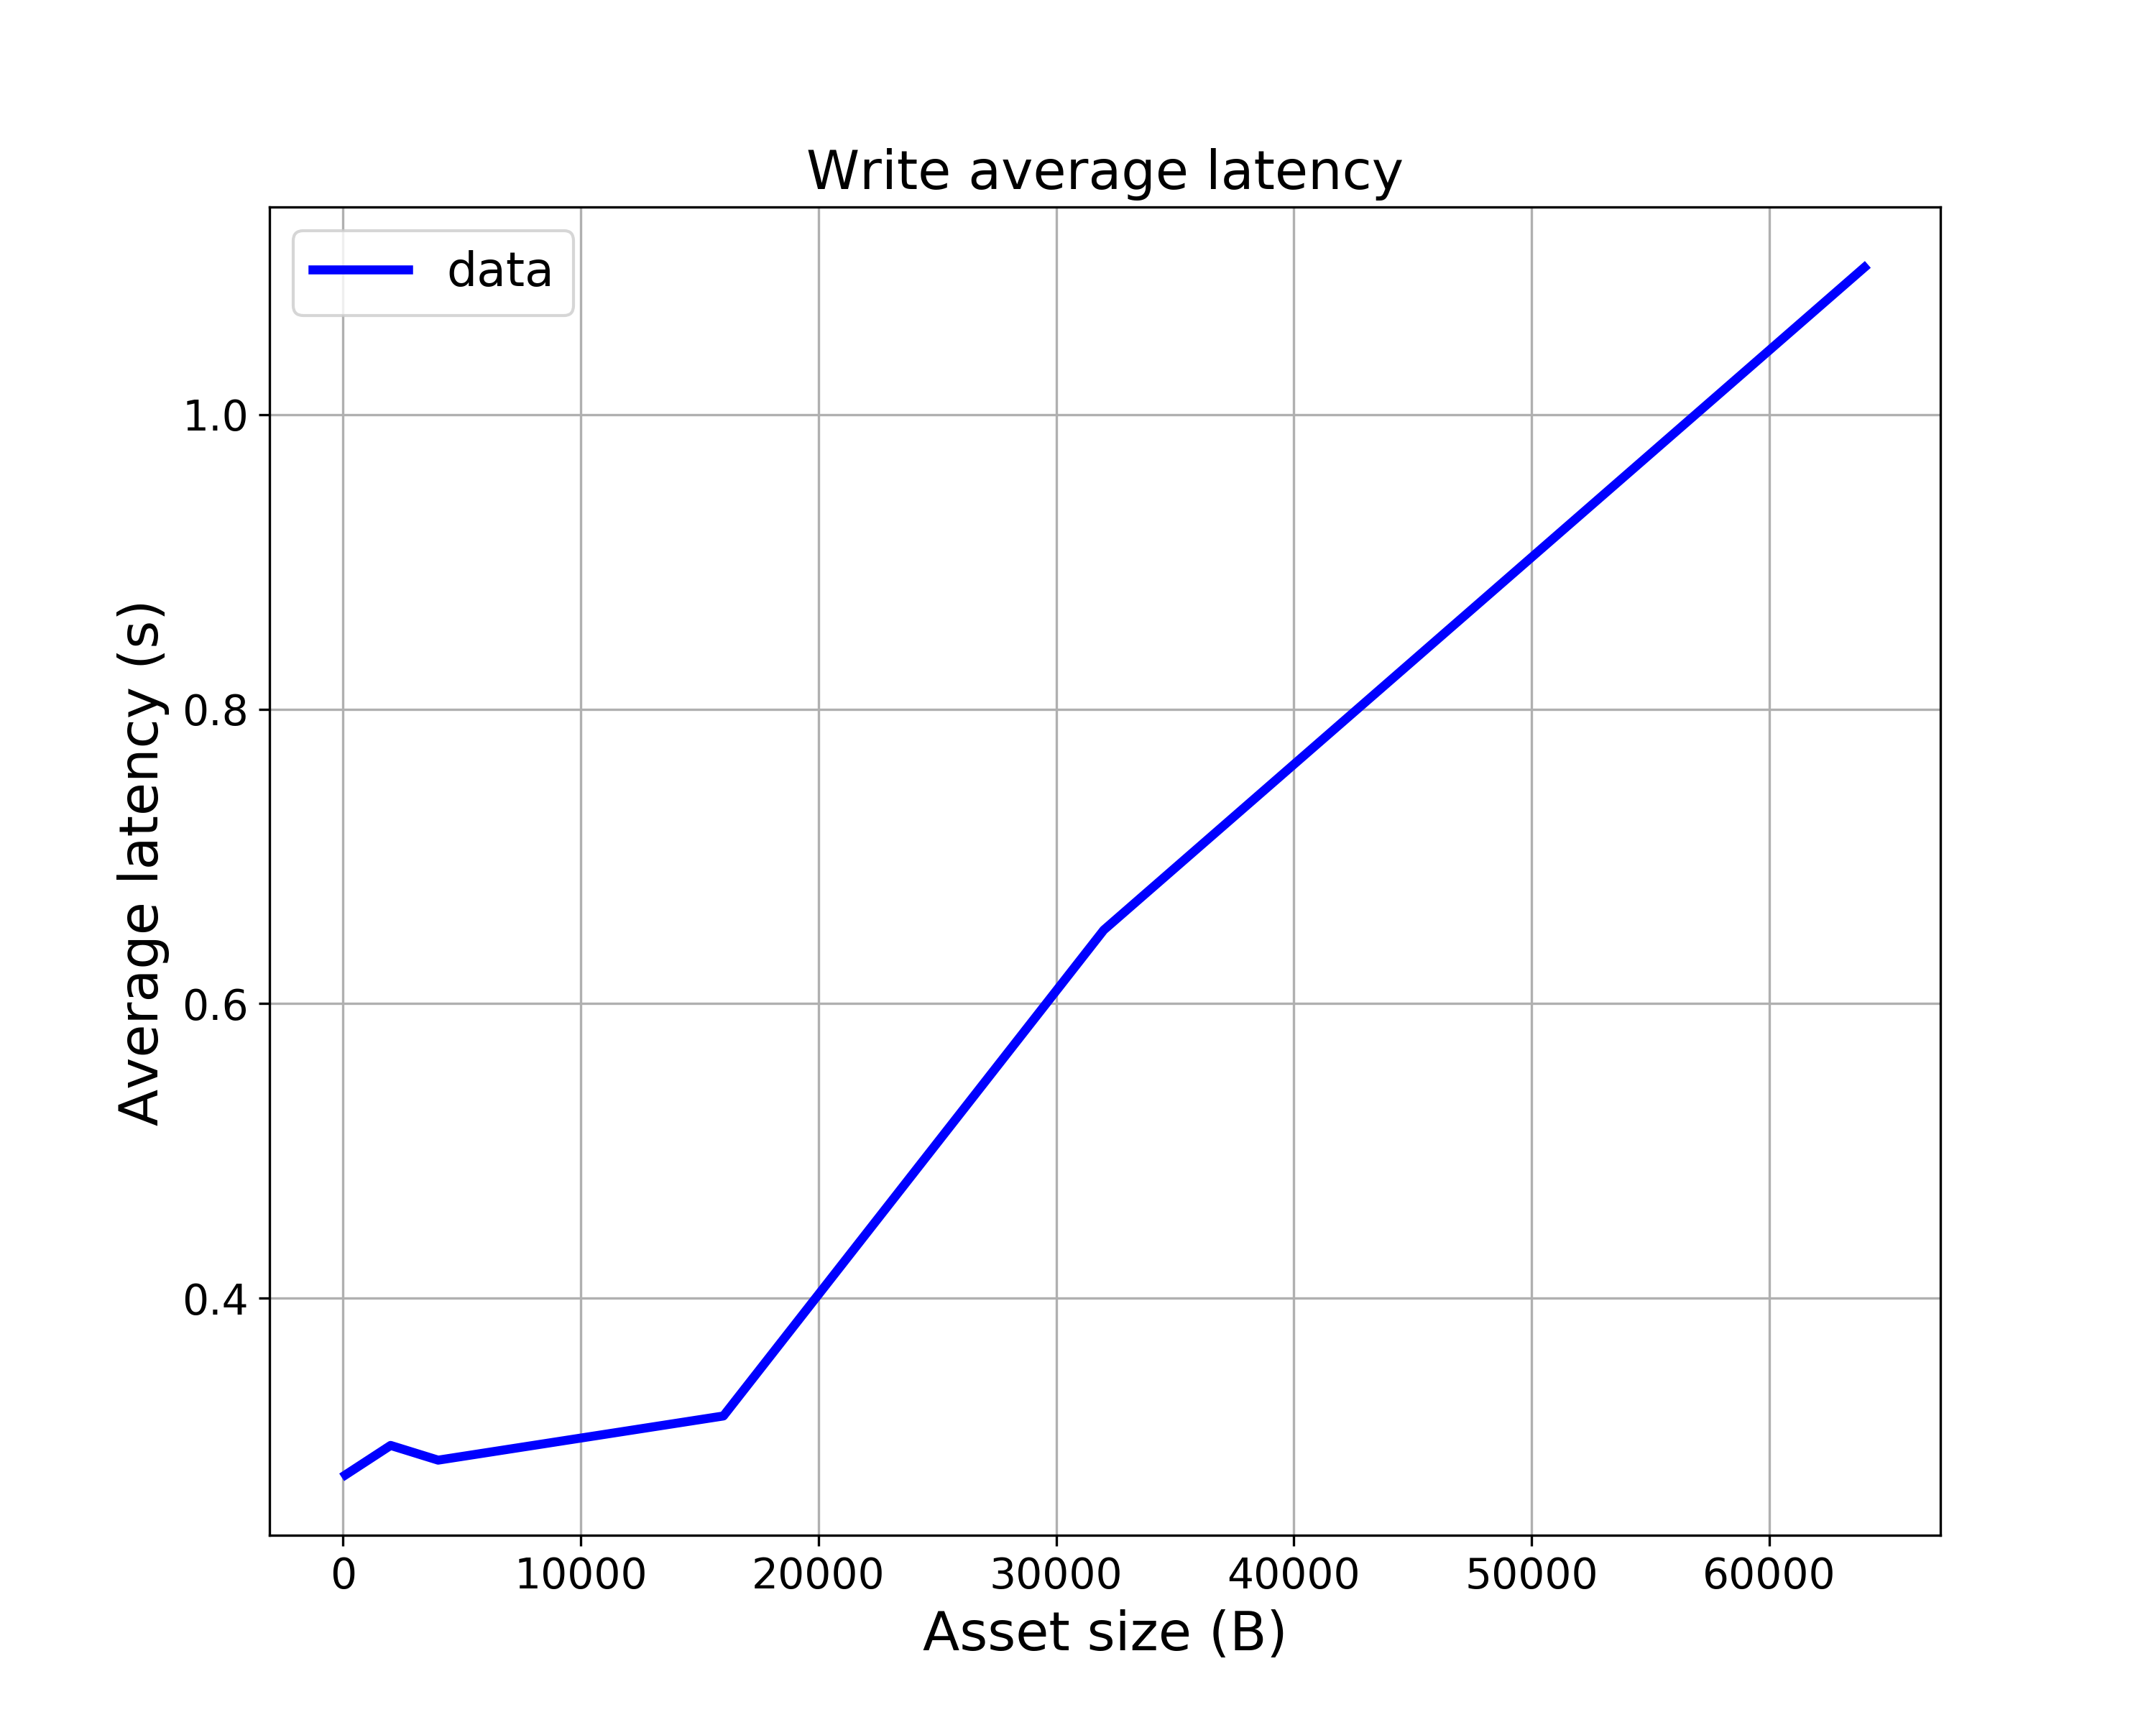 Write average latency
data
Average latency (s)
1.0
0.8
0.6
0.4
0 10000 20000 30000 40000 50000 60000
Asset size (B)